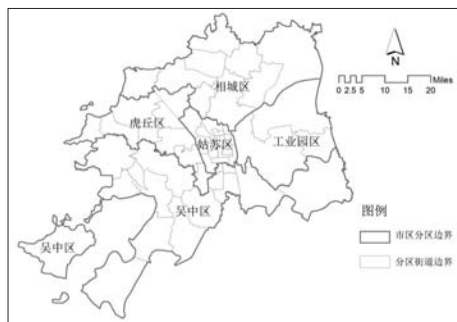 N
Miles
0 2.5 5 10 15 20
相城区
虎丘区
姑苏区
工业园区
吴中区
吴中区
图例
市区分区边界
分区街道边界